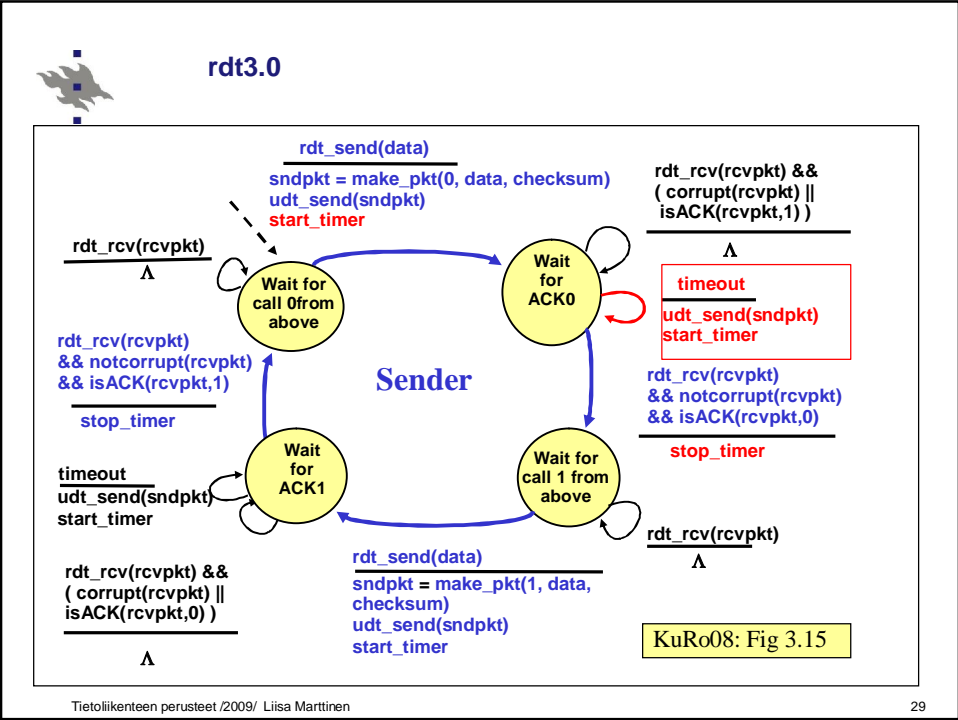 rdt3.0
rdt_send(data)
sndpkt = make_pkt(0, data, checksum)
udt_send(sndpkt)
start_timer
rdt_rcv(rcvpkt) &&
( corrupt(rcvpkt) ||
isACK(rcvpkt,1) )
Λ
rdt_rcv(rcvpkt)
Λ
Wait for
call 0from
above
Wait
for
ACK0
timeout
udt_send(sndpkt)
start_timer
rdt_rcv(rcvpkt)
&& notcorrupt(rcvpkt)
&& isACK(rcvpkt,1)
stop_timer
Sender
rdt_rcv(rcvpkt)
&& notcorrupt(rcvpkt)
&& isACK(rcvpkt,0)
stop_timer
Wait
for
ACK1
Wait for
call 1 from
above
timeout
udt_send(sndpkt)
start_timer
rdt_rcv(rcvpkt)
Λ
rdt_rcv(rcvpkt) &&
( corrupt(rcvpkt) ||
isACK(rcvpkt,0) )
Λ
rdt_send(data)
sndpkt = make_pkt(1, data,
checksum)
udt_send(sndpkt)
start_timer
KuRo08: Fig 3.15
Tietoliikenteen perusteet /2009/ Liisa Marttinen
29